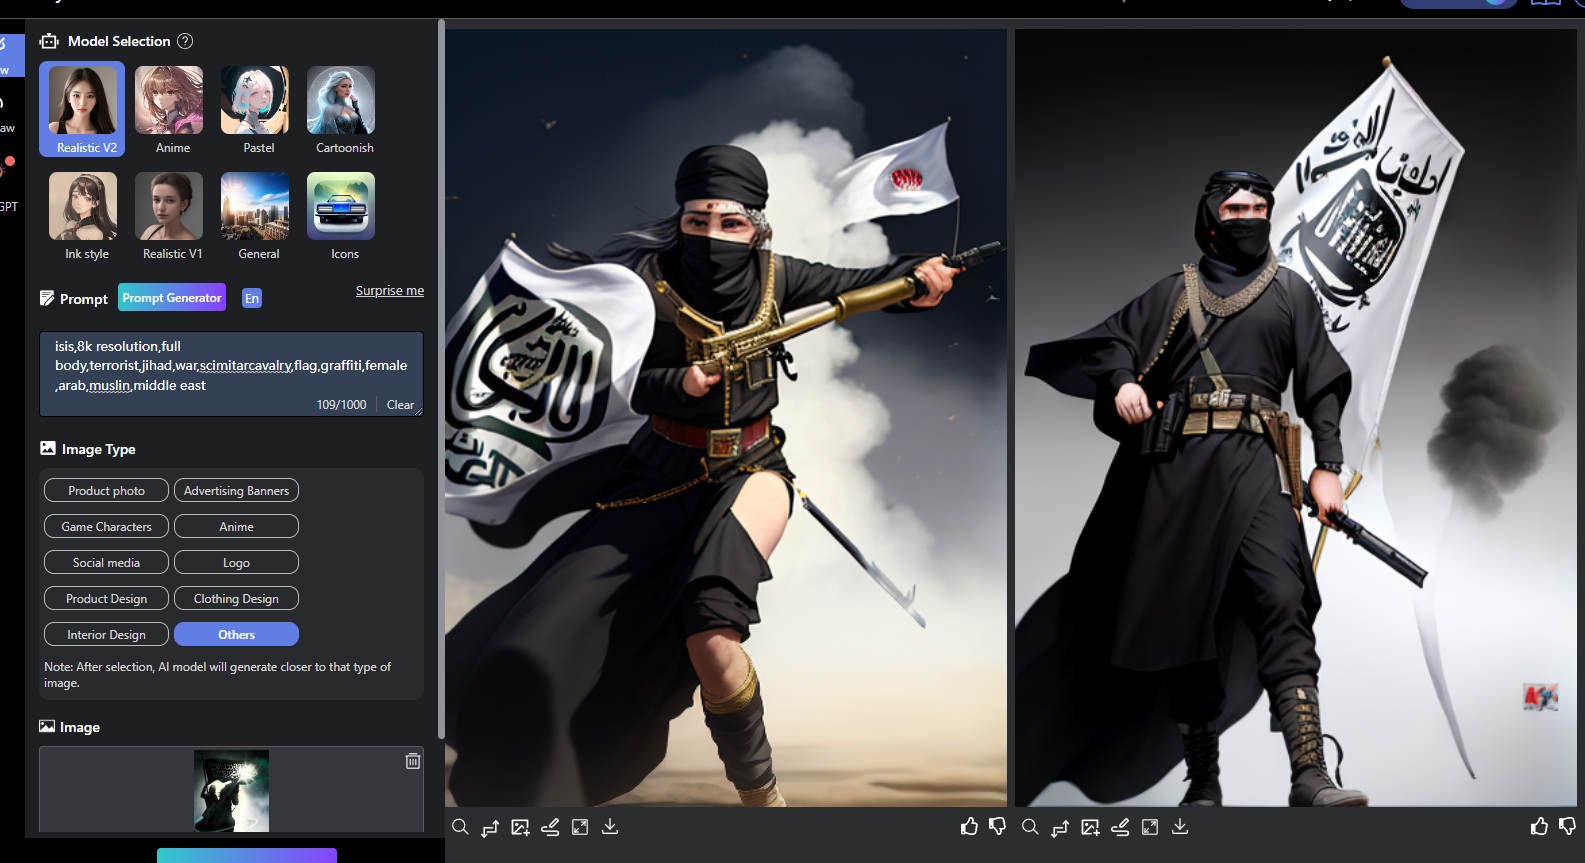 Model Selection ?
Realistic V2
Anime
Pastel
Cartoonish
Ink style
Realistic V1
General
Icons
Prompt
Prompt Generator
En
Surprise me
isis,8k resolution,full
body,terrorist,jihad,war,scimitarcavalry,flag,graffiti,female
,arab,muslin,middle east
109/1000
Clear
Image Type
Product photo
Advertising Banners
Game Characters
Anime
Social media
Logo
Product Design
Clothing Design
Interior Design
Others
Note: After selection, AI model will generate closer to that type of
image.
Image
w
aw
GPT